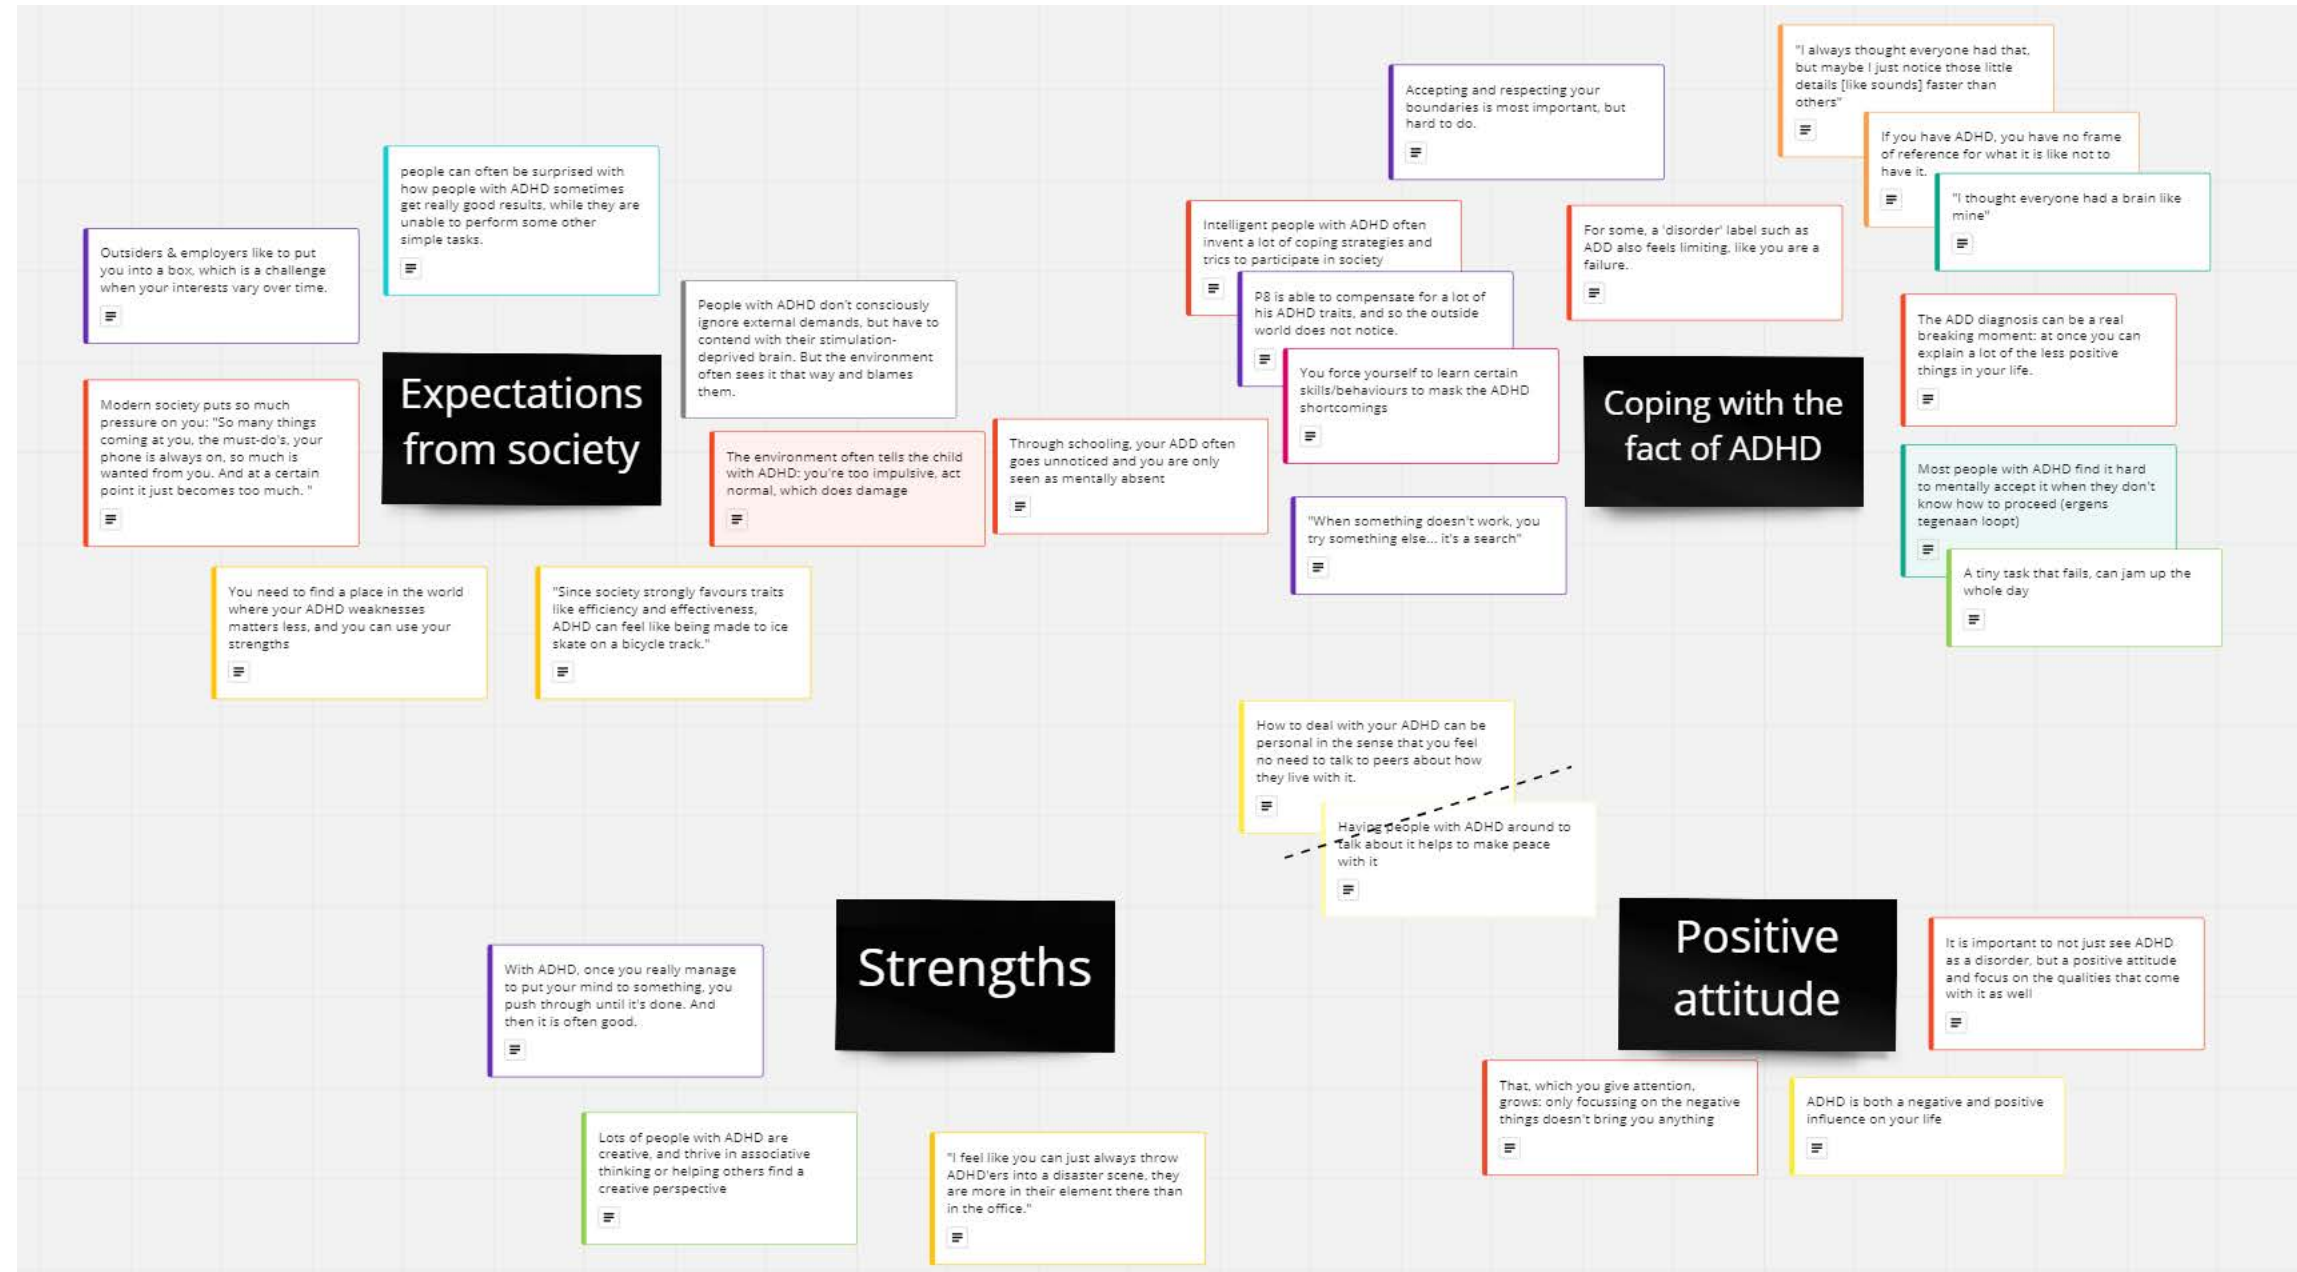 "I always thought everyone had that,
but maybe I just notice those little
details [like sounds] faster than
others"
Accepting and respecting your
boundaries is most important, but
hard to do.
If you have ADHD, you have no frame
of reference for what it is like not to
have it.
people can often be surprised with
how people with ADHD sometimes
get really good results, while they are
unable to perform some other
simple tasks.
"I thought everyone had a brain like
mine"
Outsiders & employers like to put
you into a box, which is a challenge
when your interests vary over time.
Intelligent people with ADHD often
invent a lot of coping strategies and
trics to participate in society
For some, a 'disorder' label such as
ADD also feels limiting, like you are a
failure.
People with ADHD don't consciously
ignore external demands, but have to
contend with their stimulation-
deprived brain. But the environment
often sees it that way and blames
them.
P8 is able to compensate for a lot of
his ADHD traits, and so the outside
world does not notice.
The ADD diagnosis can be a real
breaking moment: at once you can
explain a lot of the less positive
things in your life.
You force yourself to learn certain
skills/behaviours to mask the ADHD
shortcomings
Expectations
from society
Coping with the
fact of ADHD
Modern society puts so much
pressure on you: "So many things
coming at you, the must-do's, your
phone is always on, so much is
wanted from you. And at a certain
point it just becomes too much. "
The environment often tells the child
with ADHD: you're too impulsive, act
normal, which does damage
Through schooling, your ADD often
goes unnoticed and you are only
seen as mentally absent
Most people with ADHD find it hard
to mentally accept it when they don't
know how to proceed (ergens
tegenaan loopt)
"When something doesn't work, you
try something else... it's a search"
A tiny task that fails, can jam up the
whole day
You need to find a place in the world
where your ADHD weaknesses
matters less, and you can use your
strengths
"Since society strongly favours traits
like efficiency and effectiveness,
ADHD can feel like being made to ice
skate on a bicycle track."
How to deal with your ADHD can be
personal in the sense that you feel
no need to talk to peers about how
they live with it.
Having people with ADHD around to
talk about it helps to make peace
with it
Strengths
Positive
attitude
With ADHD, once you really manage
to put your mind to something, you
push through until it's done. And
then it is often good.
It is important to not just see ADHD
as a disorder, but a positive attitude
and focus on the qualities that come
with it as well
That, which you give attention,
grows: only focussing on the negative
things doesn't bring you anything
ADHD is both a negative and positive
influence on your life
Lots of people with ADHD are
creative, and thrive in associative
thinking or helping others find a
creative perspective
"I feel like you can just always throw
ADHD'ers into a disaster scene, they
are more in their element there than
in the office."